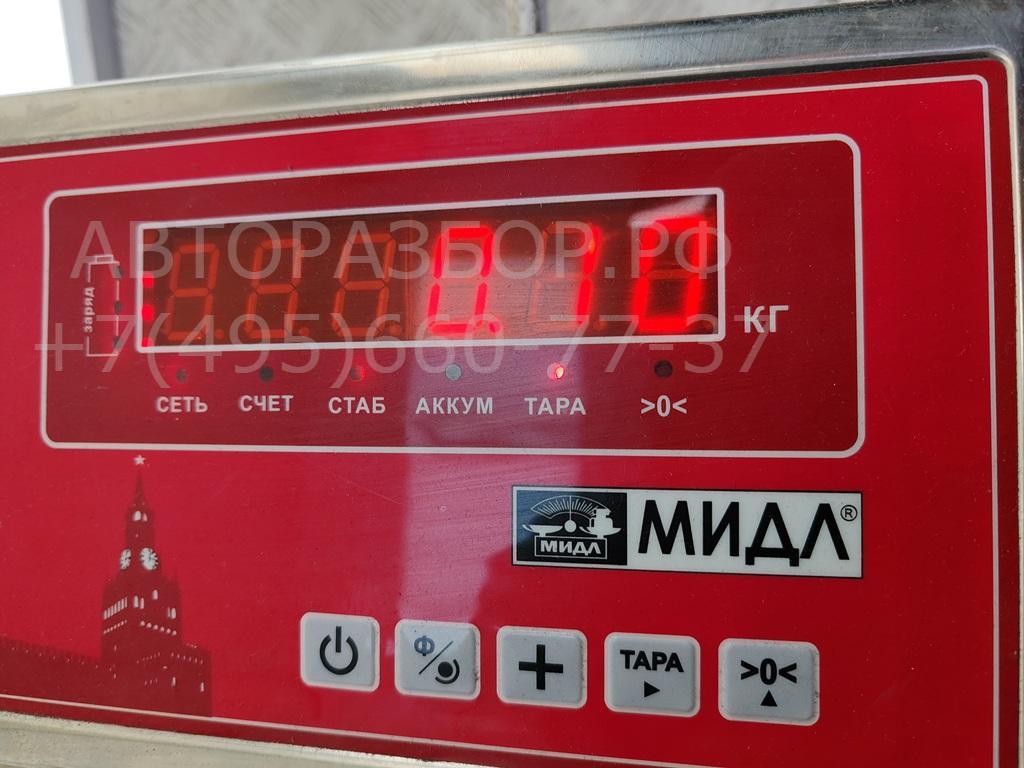 АВТОРАЗБОР.РФ
+7(495)660-77-37
заряд
0.10
КГ
СЕТЬ СЧЕТ СТАБ АККУМ ТАРА >0<
МИДЛ МИДЛ®
Ф ТАРА >0<